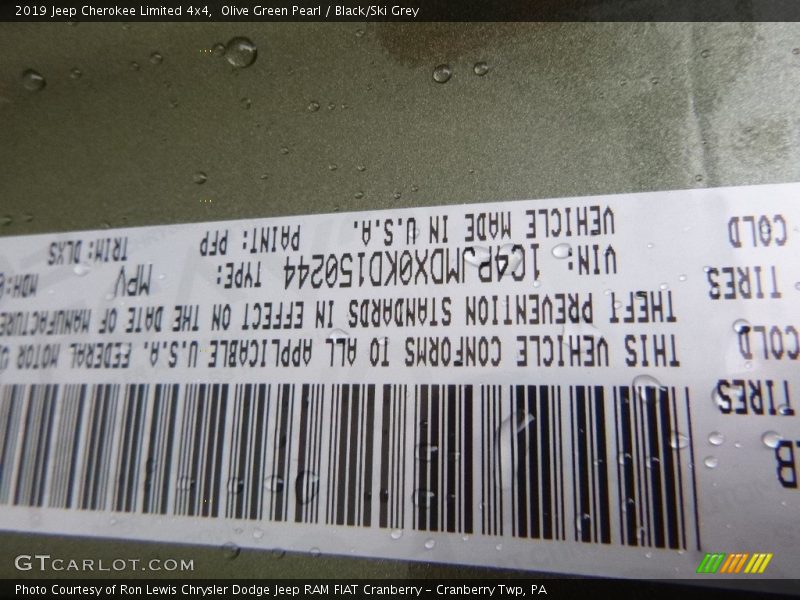 2019 Jeep Cherokee Limited 4x4, Olive Green Pearl / Black/Ski Grey
LB
TIRES
COLD
TIRES
COLD
THIS VEHICLE CONFORMS TO ALL APPLICABLE U.S.A. FEDERAL MOTOR
THEFT PREVENTION STANDARDS IN EFFECT ON THE DATE OF MANUFACTURE
VIN: 1C4PJMDX0KD150244 TYPE: MPV MDH:
VEHICLE MADE IN U.S.A. PAINT: PFP TRIM: DLXS
GTCARLOT.COM
Photo Courtesy of Ron Lewis Chrysler Dodge Jeep RAM FIAT Cranberry – Cranberry Twp, PA